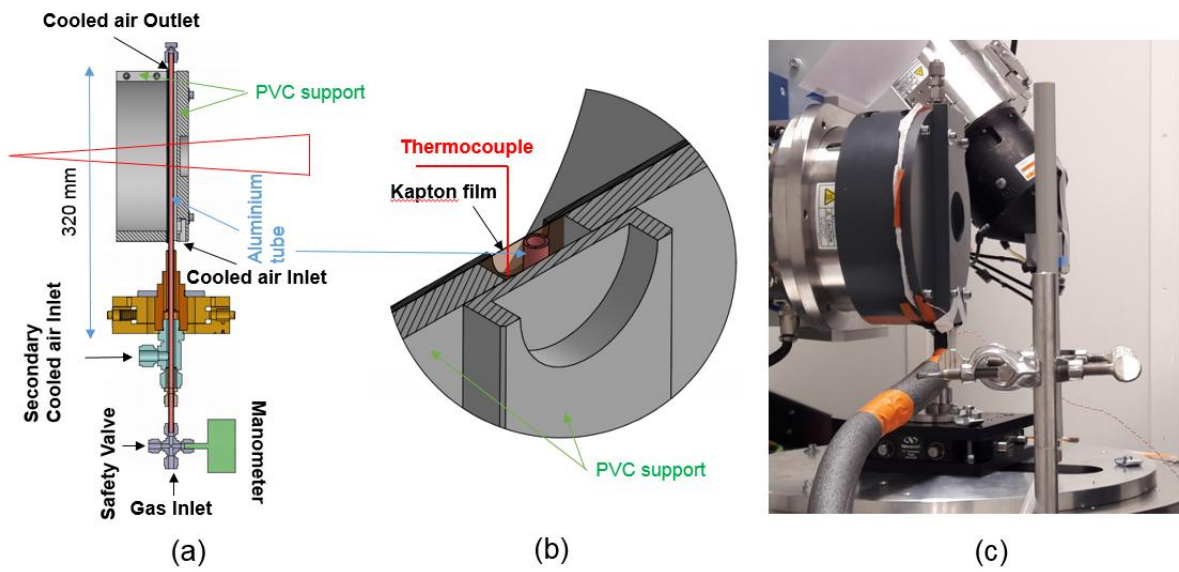 Cooled air Outlet
PVC support
320 mm
Aluminium
tube
Cooled air Inlet
Secondary
Cooled air Inlet
Safety Valve
Manometer
Gas Inlet
(a)
Thermocouple
Kapton film
PVC support
(b)
(c)